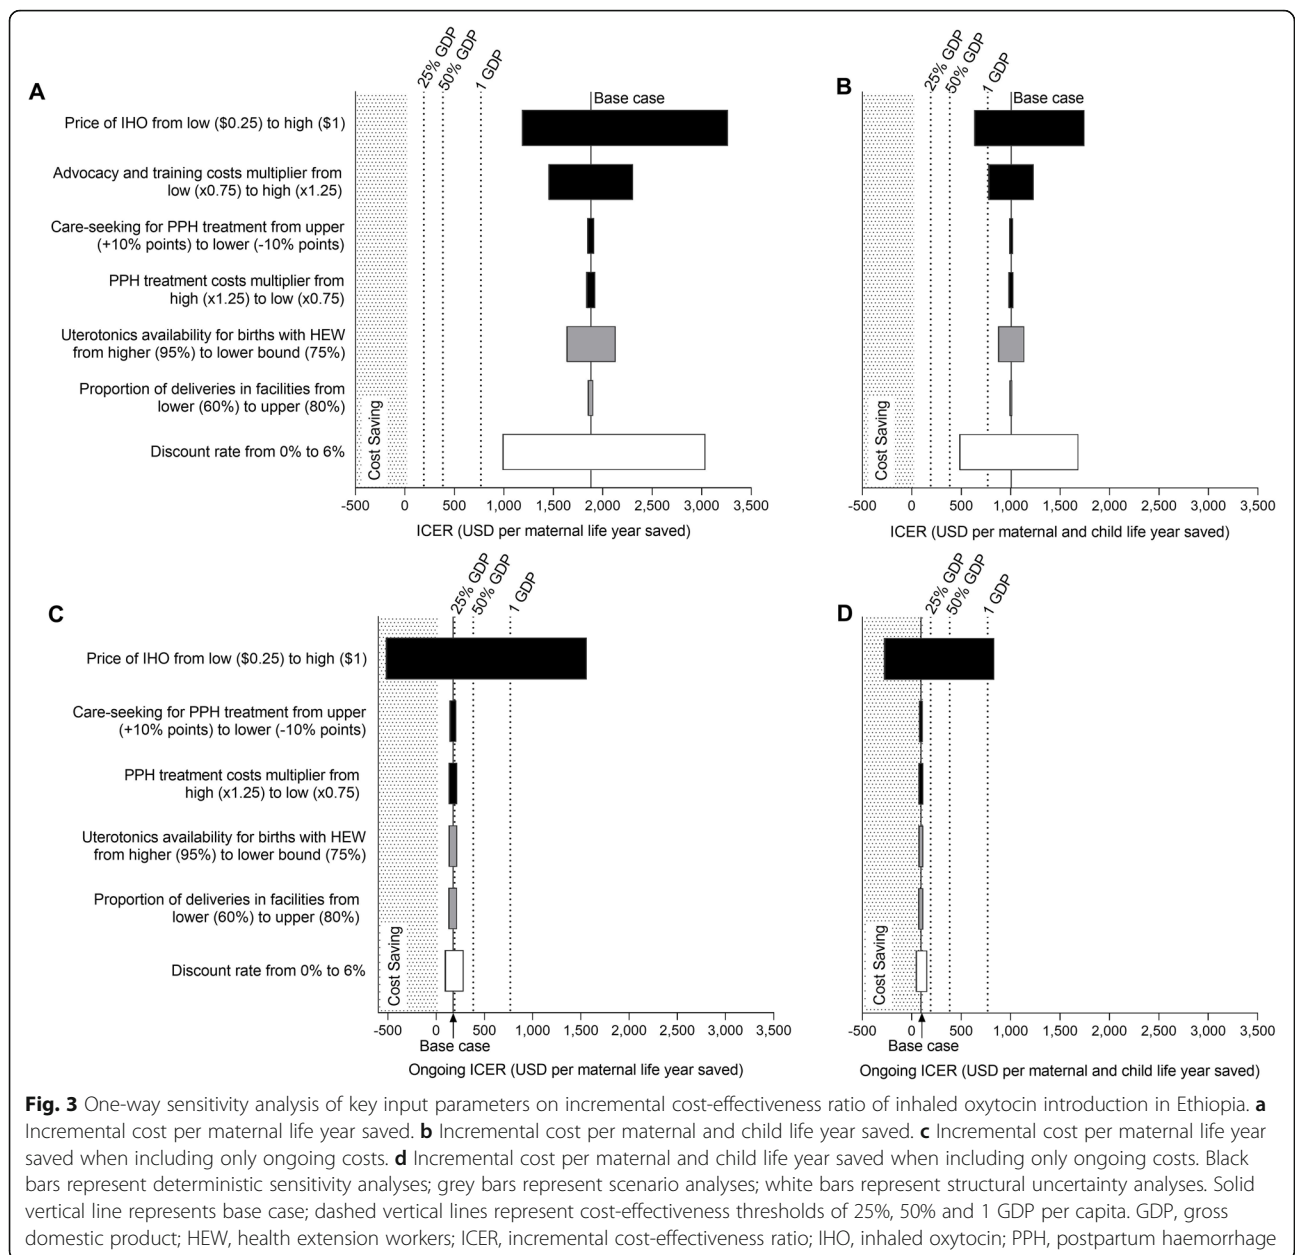 25% GDP
50% GDP
1 GDP
A
Base case
Price of IHO from low ($0.25) to high ($1)
Advocacy and training costs multiplier from
low (x0.75) to high (x1.25)
Care-seeking for PPH treatment from upper
(+10% points) to lower (-10% points)
PPH treatment costs multiplier from
high (x1.25) to low (x0.75)
Uterotonics availability for births with HEW
from higher (95%) to lower bound (75%)
Proportion of deliveries in facilities from
lower (60%) to upper (80%)
Discount rate from 0% to 6%
Cost Saving
-500 0 500 1,000 1,500 2,000 2,500 3,000 3,500
ICER (USD per maternal life year saved)
25% GDP
50% GDP
1 GDP
B
Base case
Cost Saving
-500 0 500 1,000 1,500 2,000 2,500 3,000 3,500
ICER (USD per maternal and child life year saved)
25% GDP
50% GDP
1 GDP
C
Price of IHO from low ($0.25) to high ($1)
Care-seeking for PPH treatment from upper
(+10% points) to lower (-10% points)
PPH treatment costs multiplier from
high (x1.25) to low (x0.75)
Uterotonics availability for births with HEW
from higher (95%) to lower bound (75%)
Proportion of deliveries in facilities from
lower (60%) to upper (80%)
Discount rate from 0% to 6%
Cost Saving
-500 0 500 1,000 1,500 2,000 2,500 3,000 3,500
Base case
Ongoing ICER (USD per maternal life year saved)
25% GDP
50% GDP
1 GDP
D
Cost Saving
-500 0 500 1,000 1,500 2,000 2,500 3,000 3,500
Base case
Ongoing ICER (USD per maternal and child life year saved)
Fig. 3 One-way sensitivity analysis of key input parameters on incremental cost-effectiveness ratio of inhaled oxytocin introduction in Ethiopia. a
Incremental cost per maternal life year saved. b Incremental cost per maternal and child life year saved. c Incremental cost per maternal life year
saved when including only ongoing costs. d Incremental cost per maternal and child life year saved when including only ongoing costs. Black
bars represent deterministic sensitivity analyses; grey bars represent scenario analyses; white bars represent structural uncertainty analyses. Solid
vertical line represents base case; dashed vertical lines represent cost-effectiveness thresholds of 25%, 50% and 1 GDP per capita. GDP, gross
domestic product; HEW, health extension workers; ICER, incremental cost-effectiveness ratio; IHO, inhaled oxytocin; PPH, postpartum haemorrhage